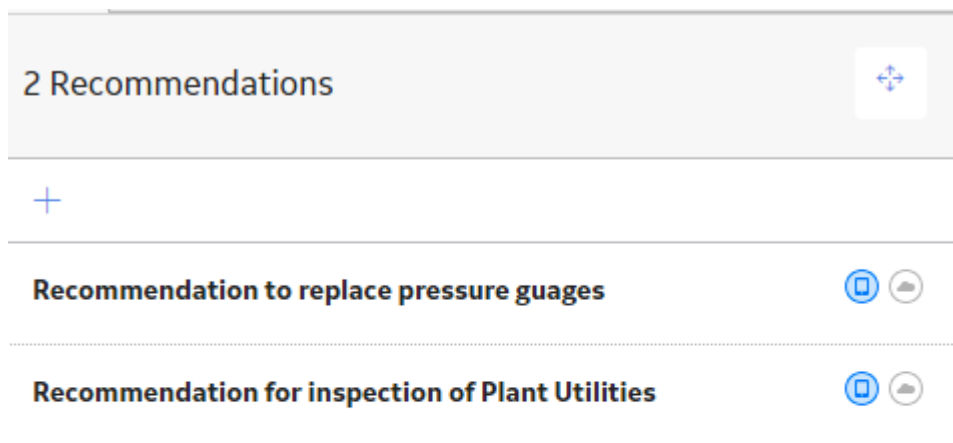 2 Recommendations
Recommendation to replace pressure guages
Recommendation for inspection of Plant Utilities